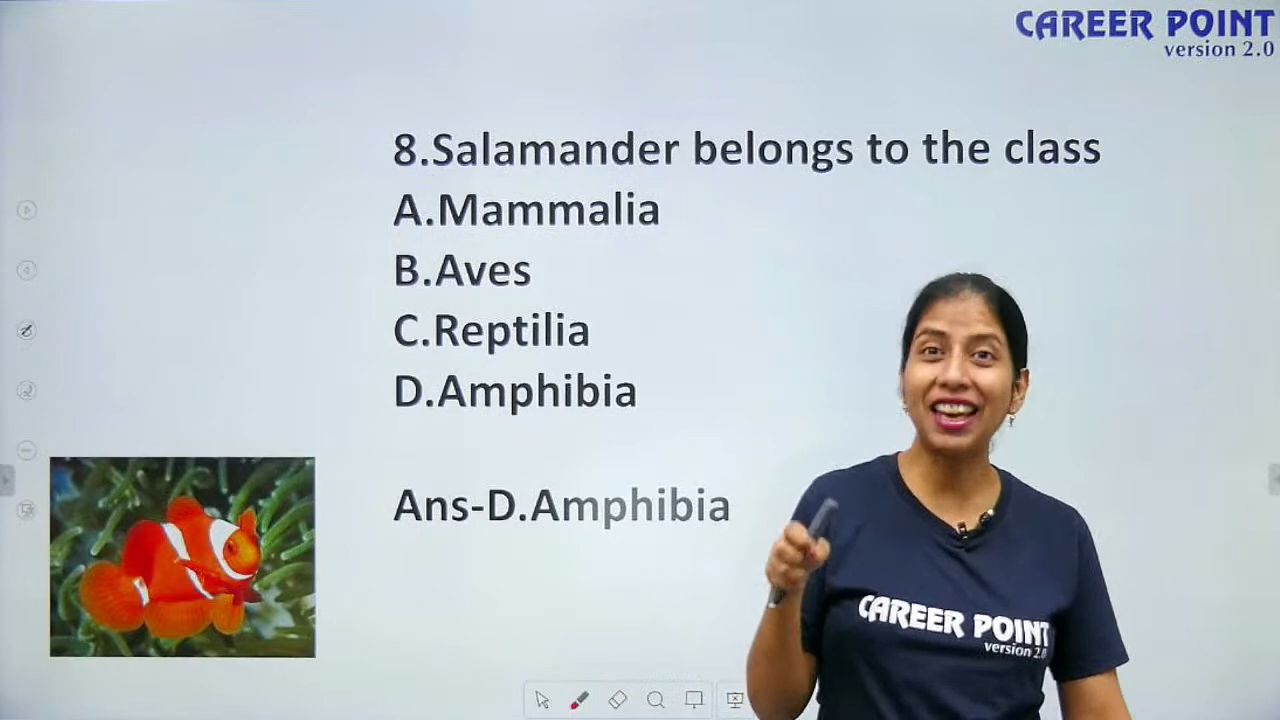 CAREER POINT
version 2.0
8.Salamander belongs to the class
A.Mammalia
B.Aves
C.Reptilia
D.Amphibia
Ans-D.Amphibia
CAREER POINT
version 2.0